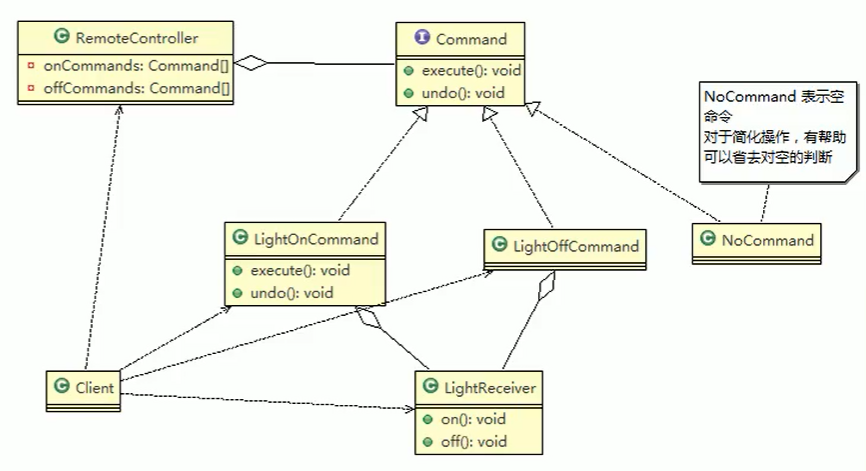 RemoteController
onCommands: Command[]
offCommands: Command[]
Command
execute(): void
undo(): void
NoCommand 表示空
命令
对于简化操作，有帮助
可以省去对空的判断
LightOnCommand
execute(): void
undo(): void
LightOffCommand
NoCommand
Client
LightReceiver
on(): void
off(): void